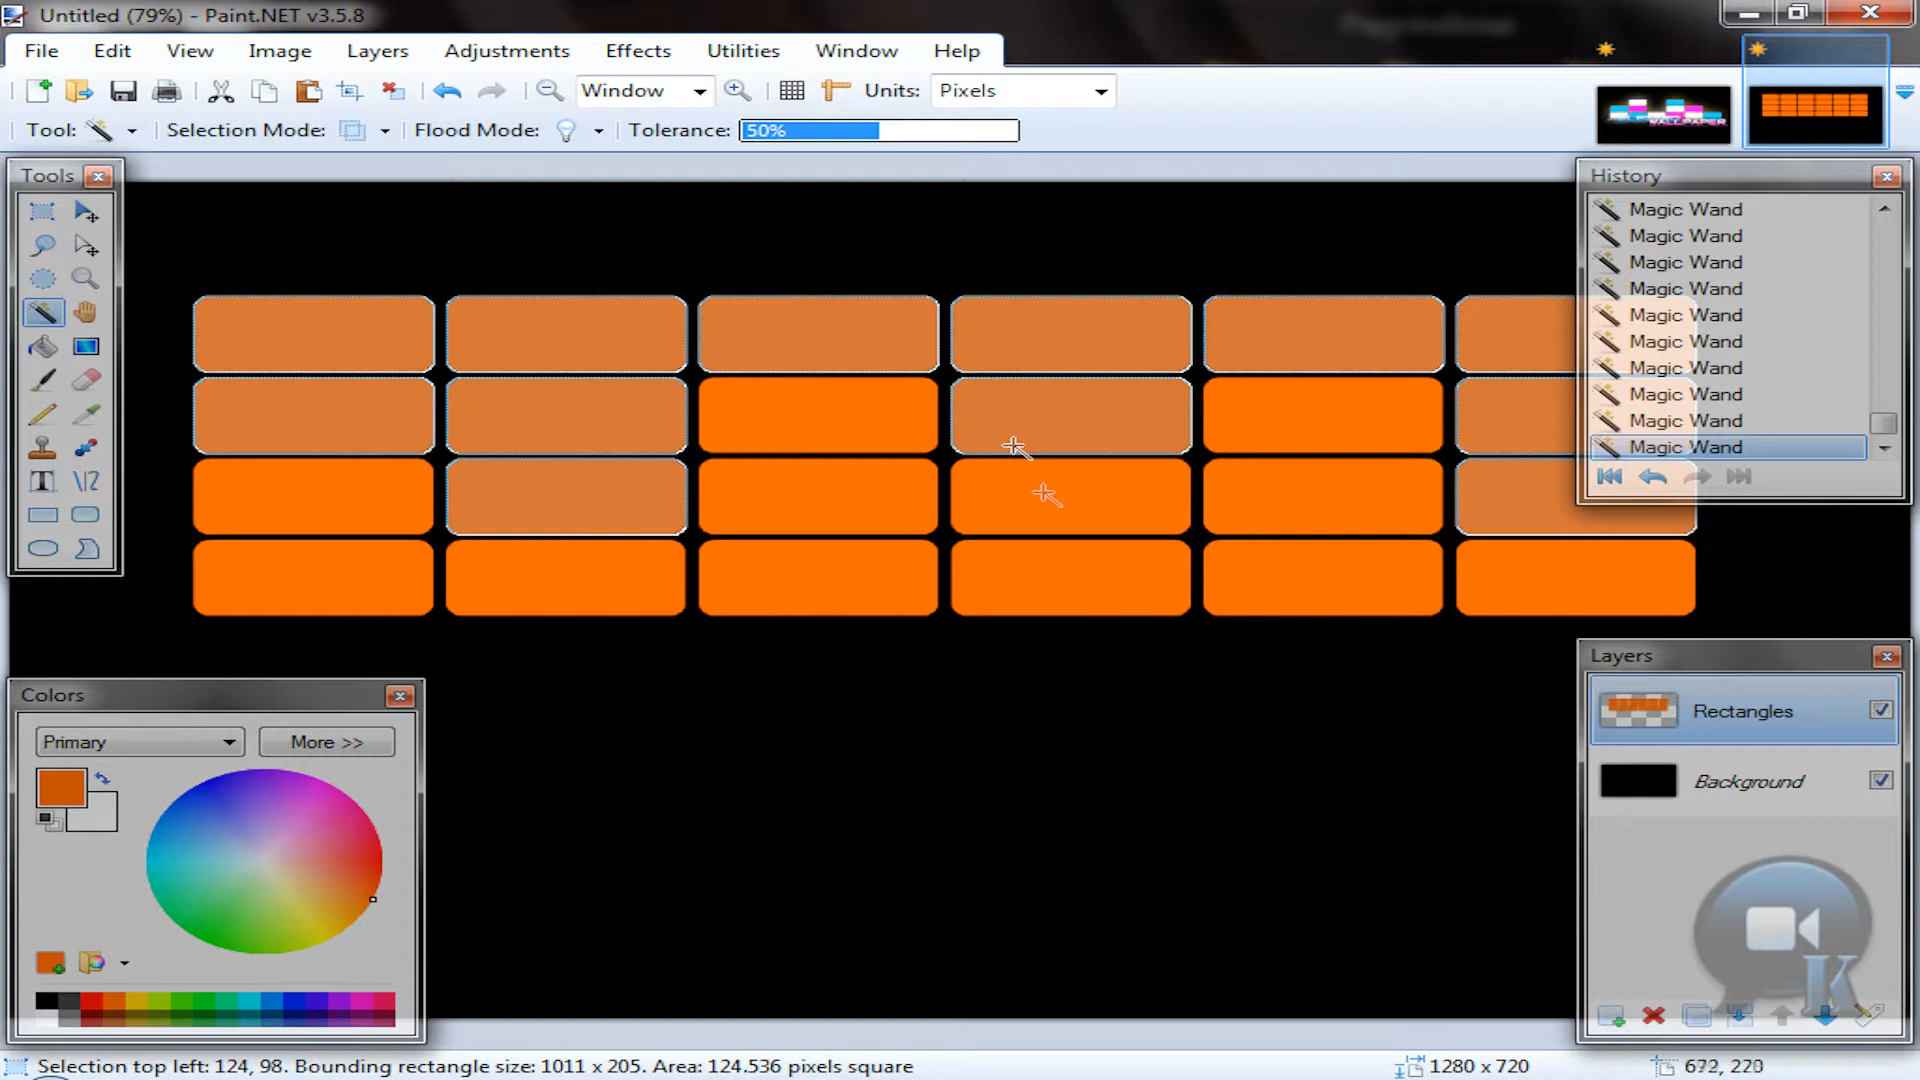 Untitled (79%) - Paint.NET v3.5.8
File Edit View Image Layers Adjustments Effects Utilities Window Help
Window Units: Pixels
Tool: Selection Mode: Flood Mode: Tolerance: 50%
WALLPAPER
Tools
History
Magic Wand
Magic Wand
Magic Wand
Magic Wand
Magic Wand
Magic Wand
Magic Wand
Magic Wand
Magic Wand
Magic Wand
Layers
Rectangles
Background
Colors
Primary More >>
K
Selection top left: 124, 98. Bounding rectangle size: 1011 x 205. Area: 124.536 pixels square 1280 x 720